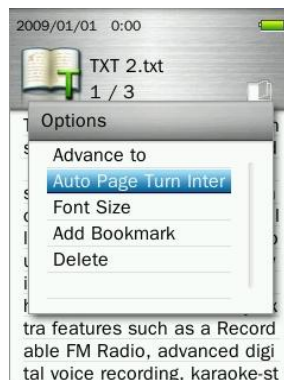 2009/01/01 0:00
TXT 2.txt
1 / 3
Options
Advance to
Auto Page Turn Inter
Font Size
Add Bookmark
Delete
tra features such as a Record
able FM Radio, advanced digi
tal voice recording, karaoke-st